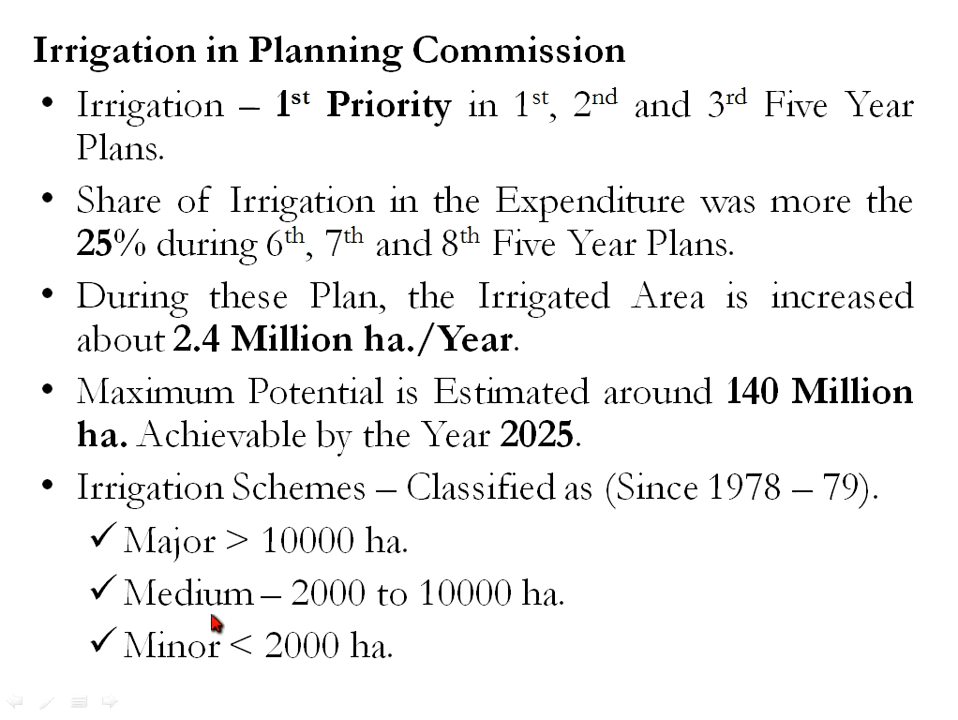 Irrigation in Planning Commission
• Irrigation – 1st Priority in 1st, 2nd and 3rd Five Year
Plans.
• Share of Irrigation in the Expenditure was more the
25% during 6th, 7th and 8th Five Year Plans.
• During these Plan, the Irrigated Area is increased
about 2.4 Million ha./Year.
• Maximum Potential is Estimated around 140 Million
ha. Achievable by the Year 2025.
• Irrigation Schemes – Classified as (Since 1978 – 79).
✓ Major > 10000 ha.
✓ Medium – 2000 to 10000 ha.
✓ Minor < 2000 ha.